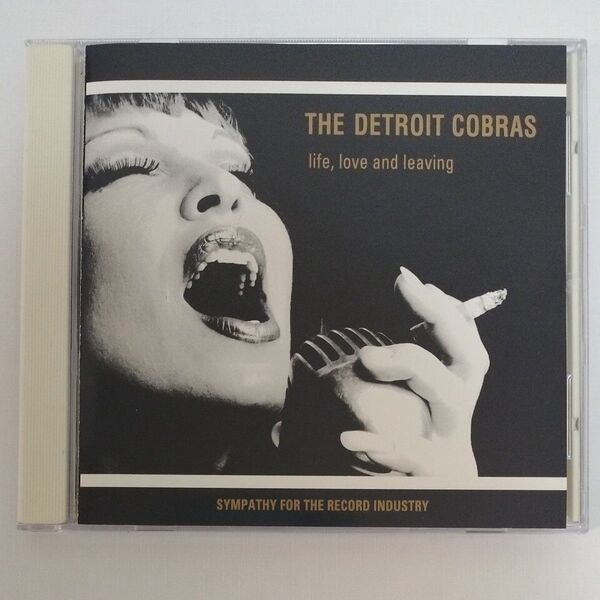 THE DETROIT COBRAS
life, love and leaving
SYMPATHY FOR THE RECORD INDUSTRY